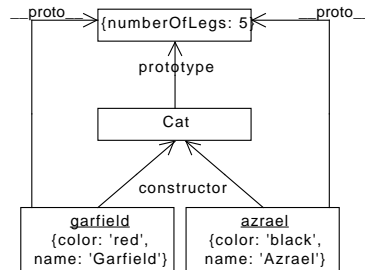 __proto__ __proto__
{numberOfLegs: 5}
prototype
Cat
constructor
garfield
{color: 'red',
name: 'Garfield'}
azrael
{color: 'black',
name: 'Azrael'}